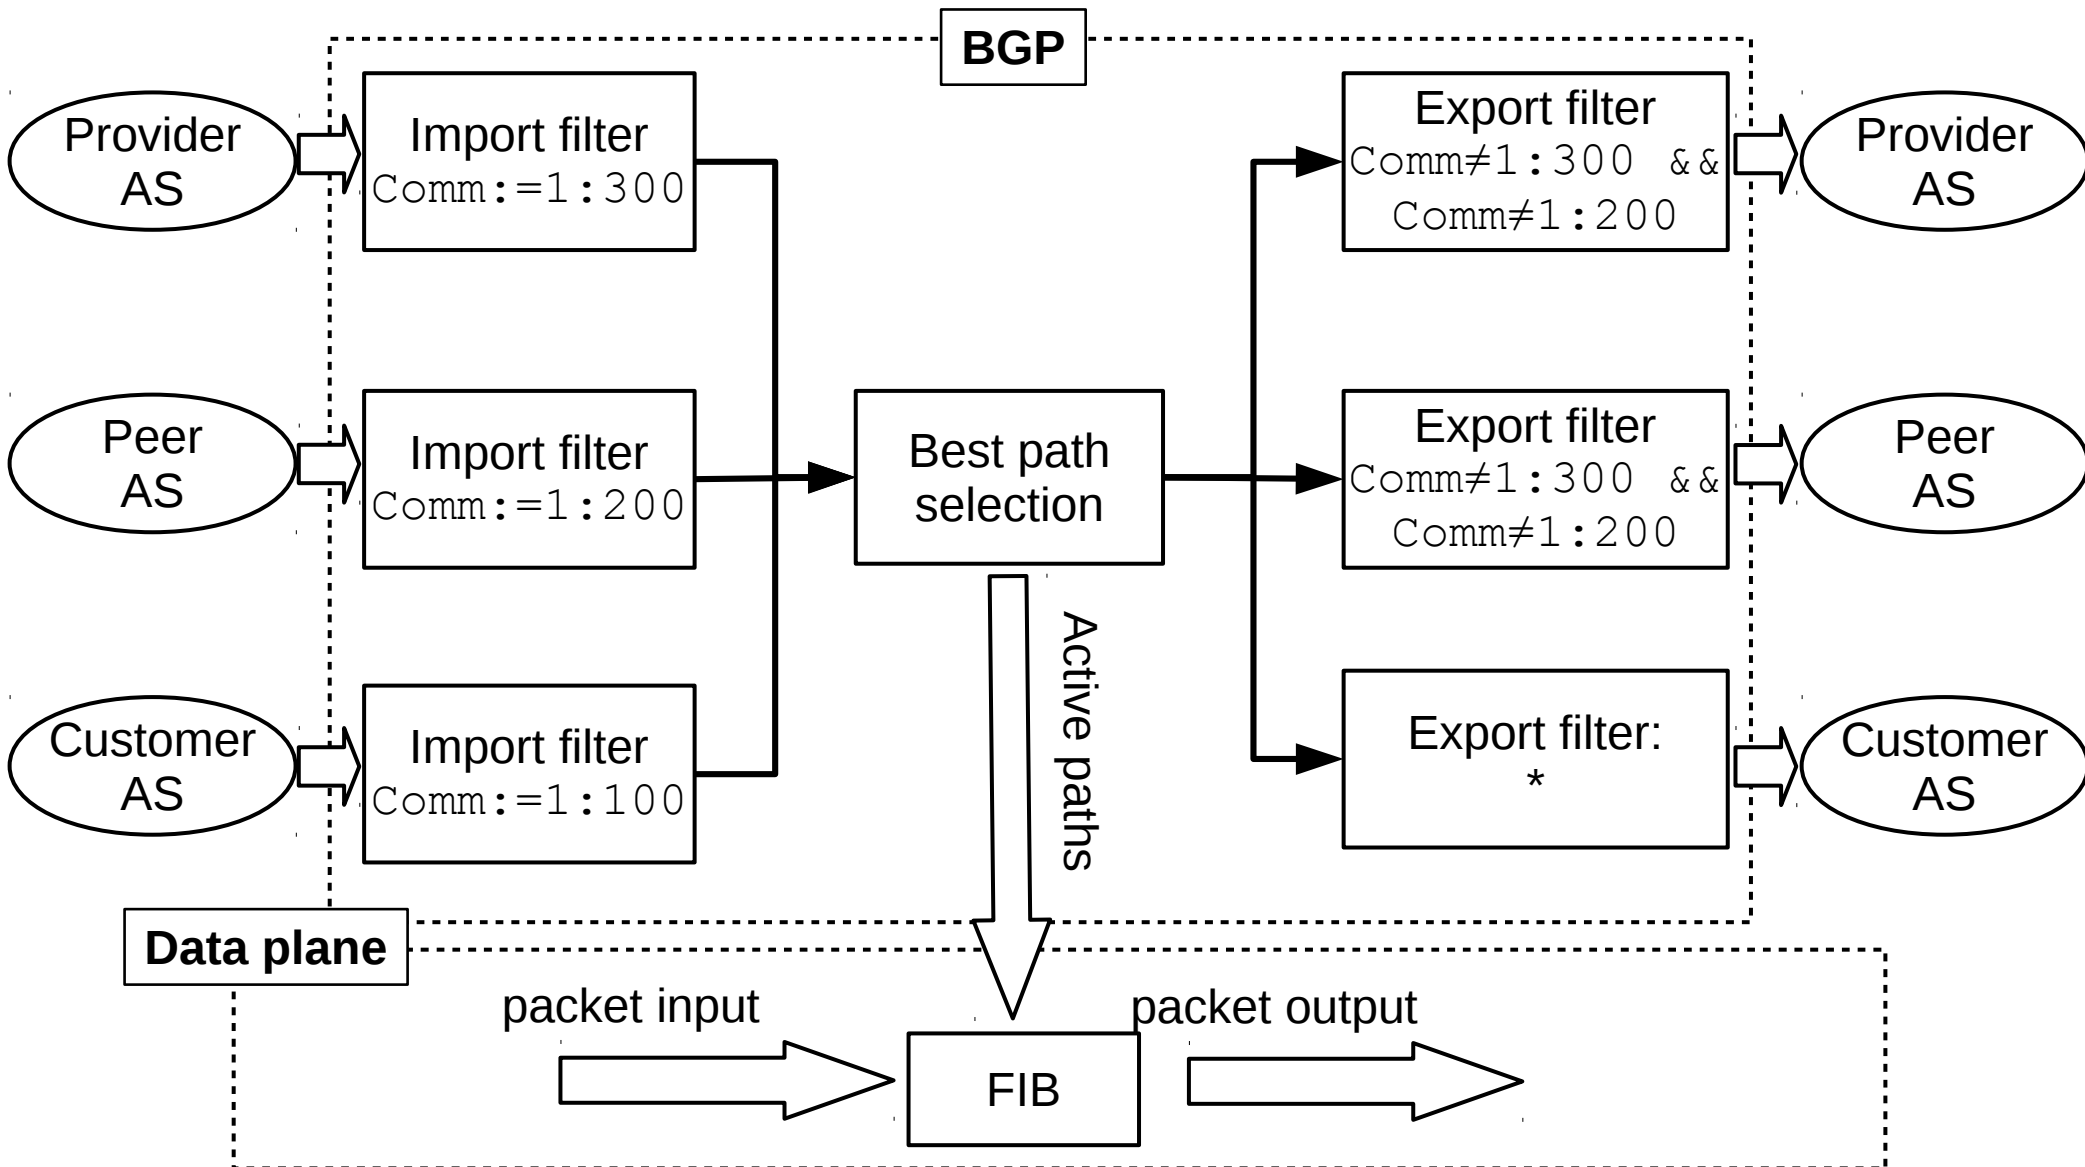 BGP
Provider
AS
Import filter
Comm:=1:300
Export filter
Comm≠1:300 &&
Comm≠1:200
Provider
AS
Peer
AS
Import filter
Comm:=1:200
Best path
selection
Export filter
Comm≠1:300 &&
Comm≠1:200
Peer
AS
Active paths
Customer
AS
Import filter
Comm:=1:100
Export filter:
*
Customer
AS
Data plane
packet input
FIB
packet output